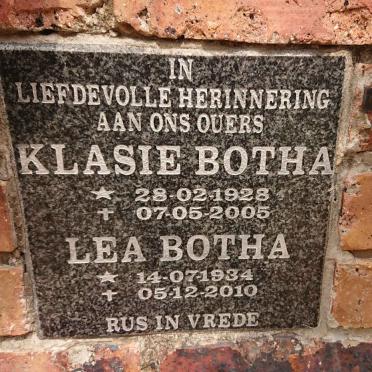 IN
LIEFDEVOLLE HERINNERING
AAN ONS OUERS
KLASIE BOTHA
★ 28-02-1928
✝ 07-05-2005
LEA BOTHA
★ 14-07-1934
✝ 05-12-2010
RUS IN VREDE